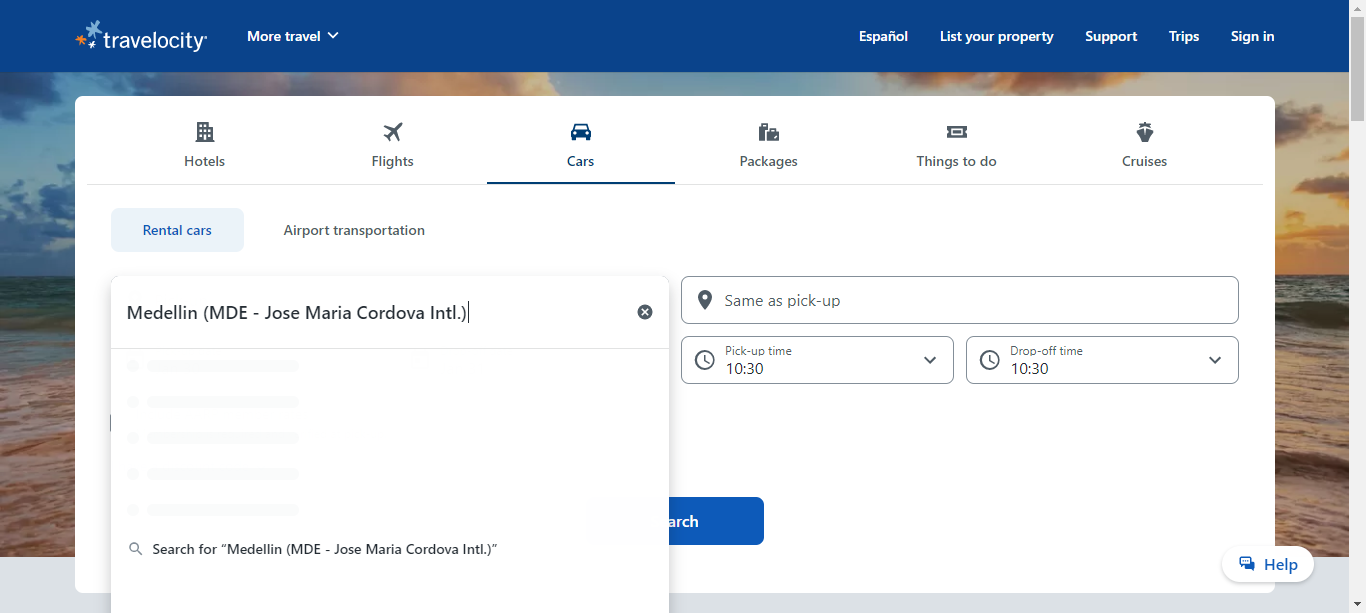 travelocity
More travel
Español
List your property
Support
Trips
Sign in
Hotels
Flights
Cars
Packages
Things to do
Cruises
Rental cars
Airport transportation
Medellin (MDE - Jose Maria Cordova Intl.)
Same as pick-up
Pick-up time
10:30
Drop-off time
10:30
arch
Search for “Medellin (MDE - Jose Maria Cordova Intl.)”
Help